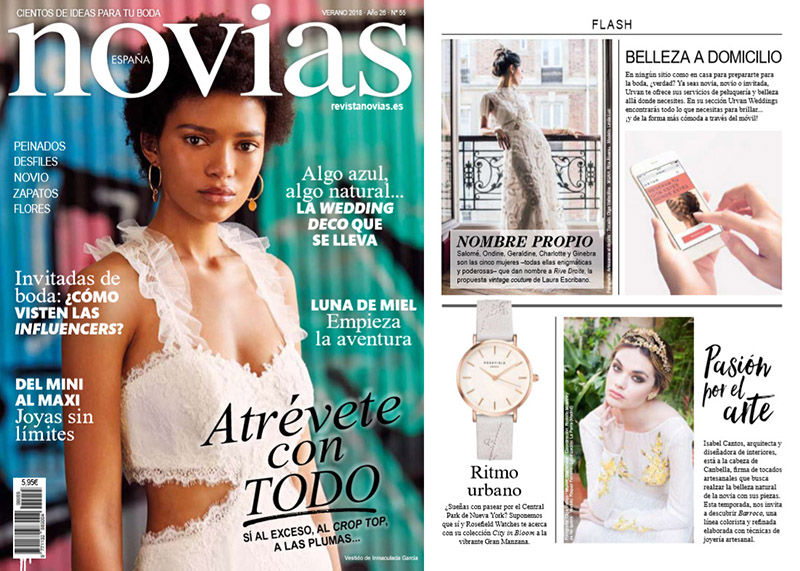 CIENTOS DE IDEAS PARA TU BODA
VERANO 2018 · Año 26 · Nº 55
novias
ESPAÑA
revistanovias.es
PEINADOS
DESFILES
NOVIO
ZAPATOS
FLORES
Algo azul,
algo natural...
LA WEDDING
DECO QUE
SE LLEVA
Invitadas de
boda: ¿CÓMO
VISTEN LAS
INFLUENCERS?
LUNA DE MIEL
Empieza
la aventura
DEL MINI
AL MAXI
Joyas sin
límites
Atrévete
con
TODO
SÍ AL EXCESO, AL CROP TOP,
A LAS PLUMAS...
5,95€
Vestido de Inmaculada García
FLASH
NOMBRE PROPIO
Salomé, Ondine, Geraldine, Charlotte y Ginebra
son las cinco mujeres –todas ellas enigmáticas
y poderosas– que dan nombre a Rive Droite, la
propuesta vintage couture de Laura Escribano.
BELLEZA A DOMICILIO
En ningún sitio como en casa para prepararte para
la boda, ¿verdad? Ya seas novia, novio o invitada,
Urvan te ofrece sus servicios de peluquería y belleza
allá donde necesites. En su sección Urvan Weddings
encontrarás todo lo que necesitas para brillar...
¡y de la forma más cómoda a través del móvil!
ROSEFIELD
Ritmo
urbano
¿Sueñas con pasear por el Central
Park de Nueva York? Suponemos
que sí y Rosefield Watches te acerca
con su colección City in Bloom a la
vibrante Gran Manzana.
Pasión
por el
arte
Isabel Cantos, arquitecta y
diseñadora de interiores,
está a la cabeza de
Canbella, firma de tocados
artesanales que busca
realzar la belleza natural
de la novia con sus piezas.
Esta temporada, nos invita
a descubrir Barroco, una
línea colorista y refinada
elaborada con técnicas de
joyería artesanal.